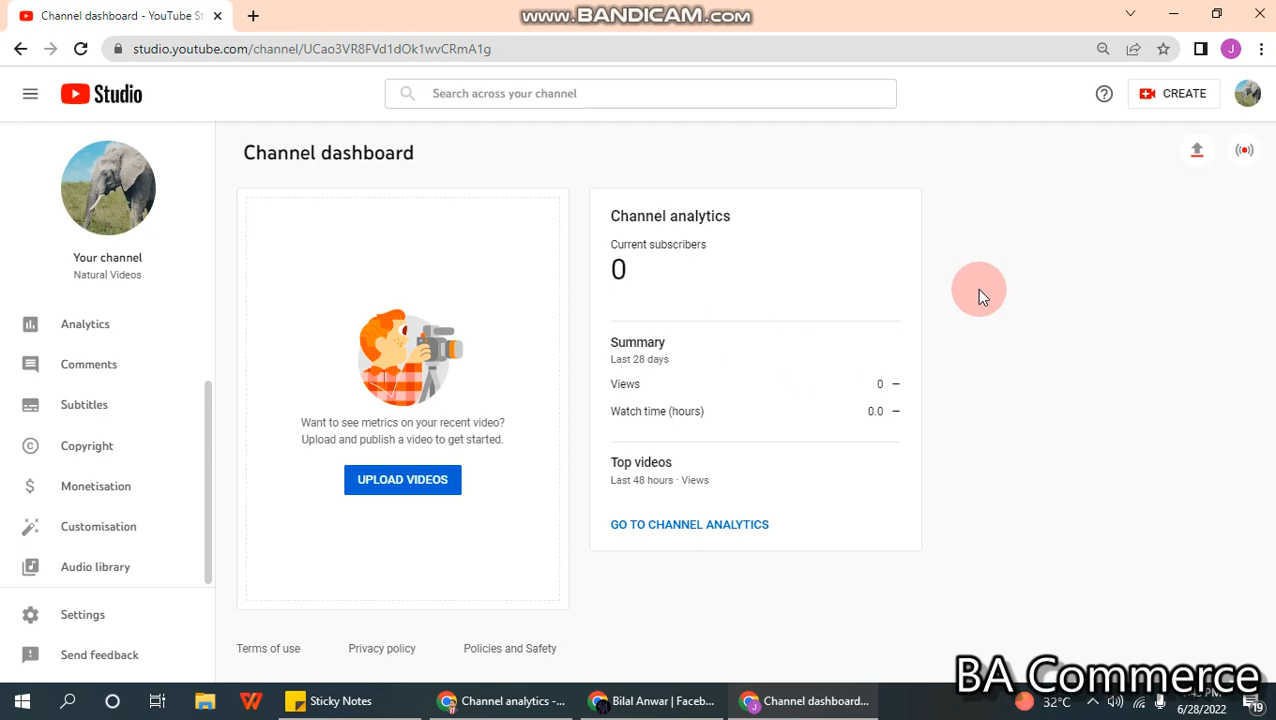 Channel dashboard - YouTube St
www.BANDICAM.com
studio.youtube.com/channel/UCao3VR8FVd1dOk1wvCRmA1g
J
Studio
Search across your channel
CREATE
Your channel
Natural Videos
Analytics
Comments
Subtitles
Copyright
Monetisation
Customisation
Audio library
Settings
Send feedback
Channel dashboard
Want to see metrics on your recent video?
Upload and publish a video to get started.
UPLOAD VIDEOS
Channel analytics
Current subscribers
0
Summary
Last 28 days
Views 0 —
Watch time (hours) 0.0 —
Top videos
Last 48 hours · Views
GO TO CHANNEL ANALYTICS
Terms of use Privacy policy Policies and Safety
BA Commerce
Sticky Notes
Channel analytics -...
Bilal Anwar | Faceb...
Channel dashboard...
32°C
6/28/2022
19